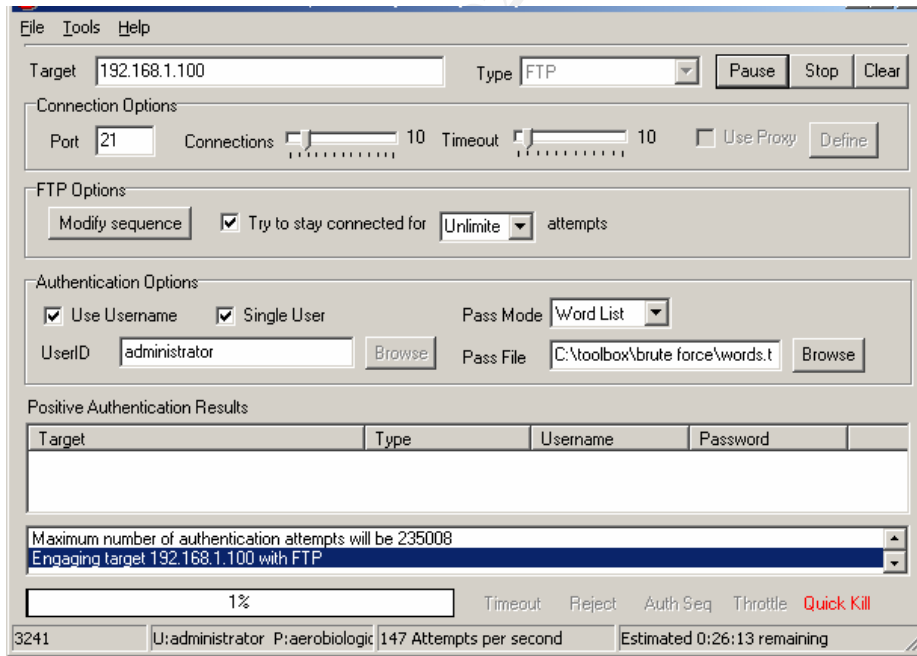 File Tools Help
Target 192.168.1.100 Type FTP Pause Stop Clear
Connection Options
Port 21 Connections 10 Timeout 10 Use Proxy Define
FTP Options
Modify sequence Try to stay connected for Unlimite attempts
Authentication Options
Use Username Single User Pass Mode Word List
UserID administrator Browse Pass File C:\toolbox\brute force\words.t Browse
Positive Authentication Results
Target Type Username Password
Maximum number of authentication attempts will be 235008
Engaging target 192.168.1.100 with FTP
1% Timeout Reject Auth Seq Throttle Quick Kill
3241 U:administrator P:aerobiologic 147 Attempts per second Estimated 0:26:13 remaining